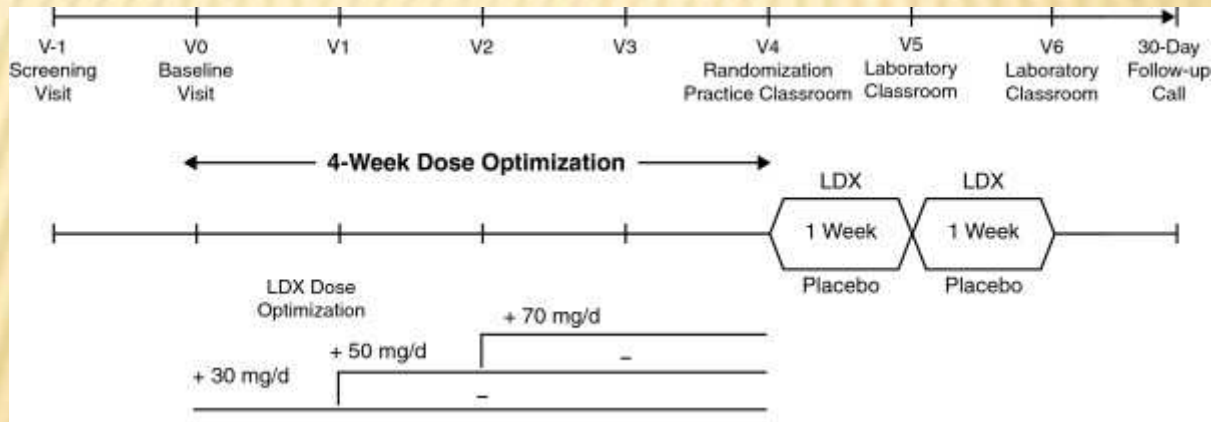 V-1
Screening
Visit
V0
Baseline
Visit
V1
V2
V3
V4
Randomization
Practice Classroom
V5
Laboratory
Classroom
V6
Laboratory
Classroom
30-Day
Follow-up
Call
4-Week Dose Optimization
LDX
LDX
1 Week
1 Week
Placebo
Placebo
LDX Dose
Optimization
+ 70 mg/d
–
+ 50 mg/d
–
+ 30 mg/d